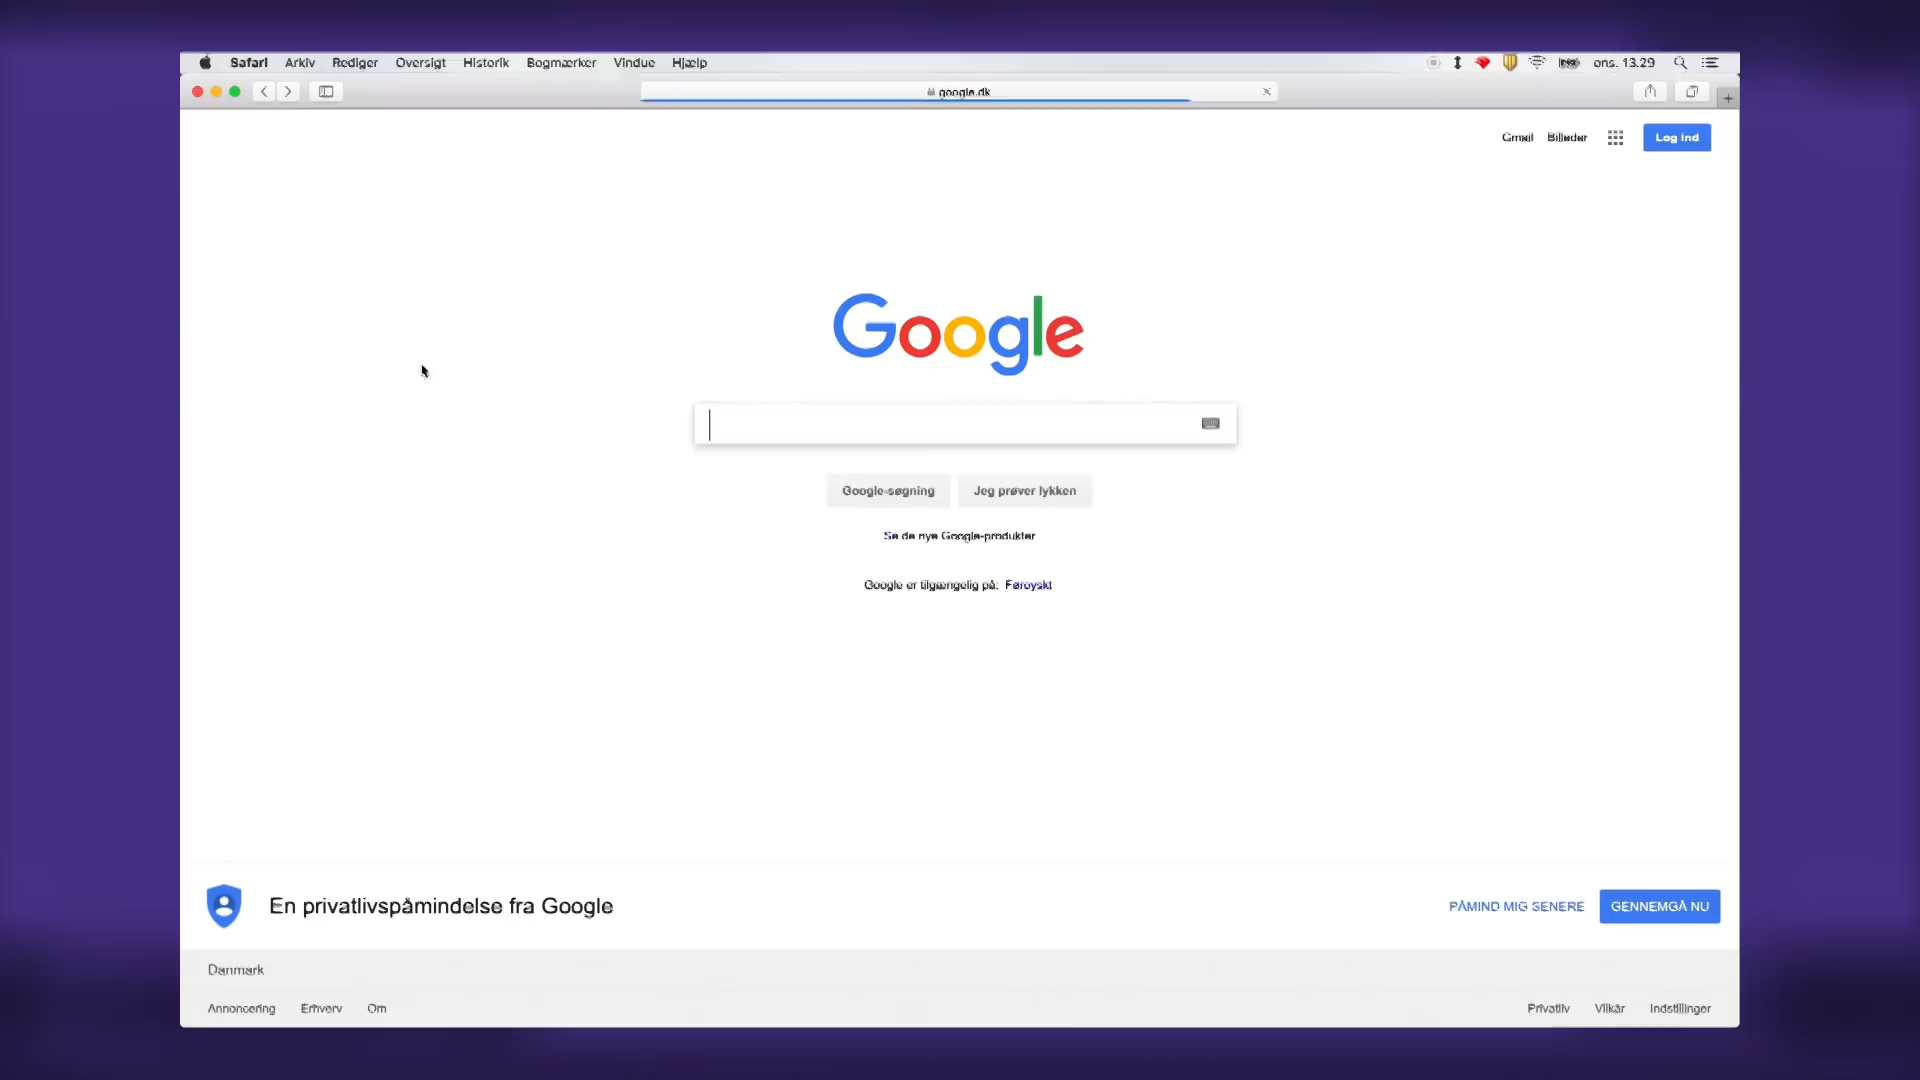 Safari Arkiv Rediger Oversigt Historik Bogmærker Vindue Hjælp ons. 13.29
google.dk
Gmail Billeder Log ind
Google
Google-søgning Jeg prøver lykken
Se de nye Google-produkter
Google er tilgængelig på: Føroyskt
En privatlivspåmindelse fra Google PÅMIND MIG SENERE GENNEMGÅ NU
Danmark
Annoncering Erhverv Om Privatliv Vilkår Indstillinger